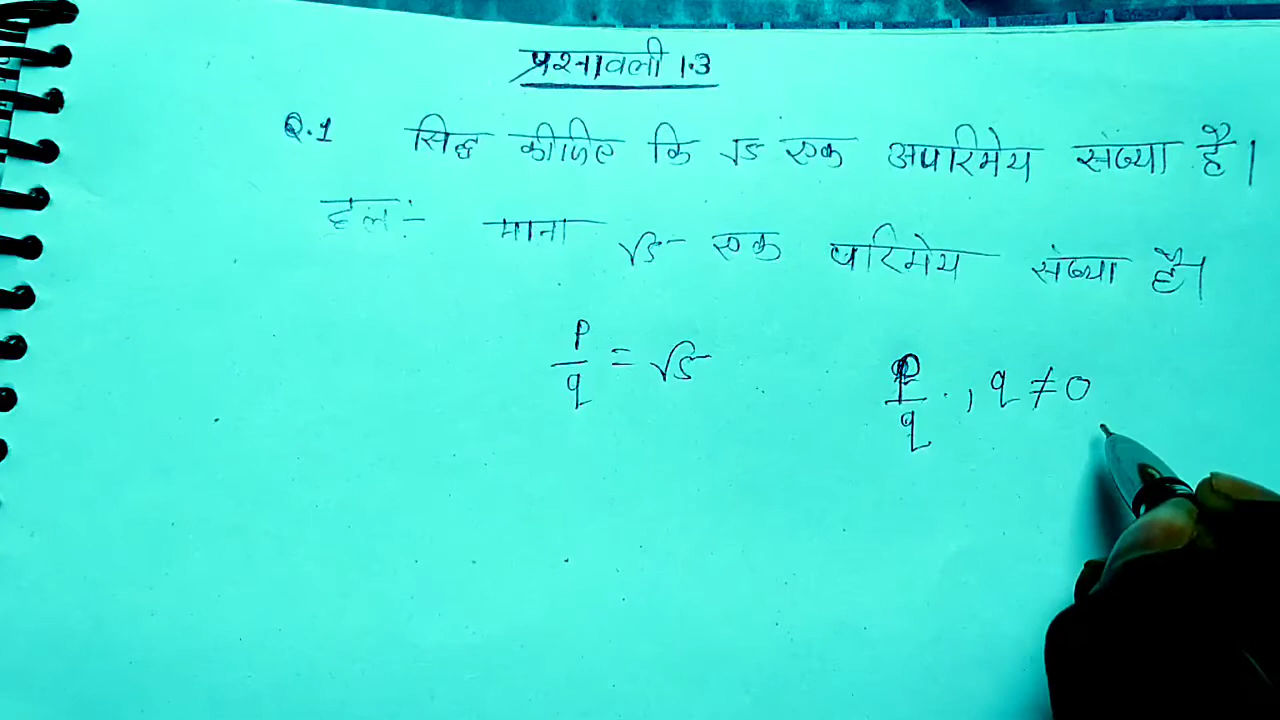 प्रश्नावली 1.3
Q.1 सिद्ध कीजिए कि √5 एक अपरिमेय संख्या है।
हल:- माना √5 एक परिमेय संख्या है।
p/q = √5 p/q , q ≠ 0